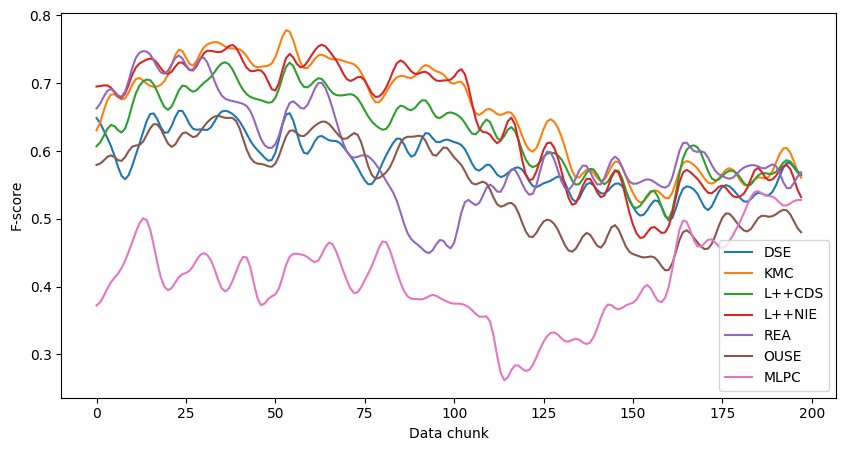 0.8
0.7
0.6
0.5
0.4
0.3
F-score
0
25
50
75
100
125
150
175
200
Data chunk
DSE
KMC
L++CDS
L++NIE
REA
OUSE
MLPC